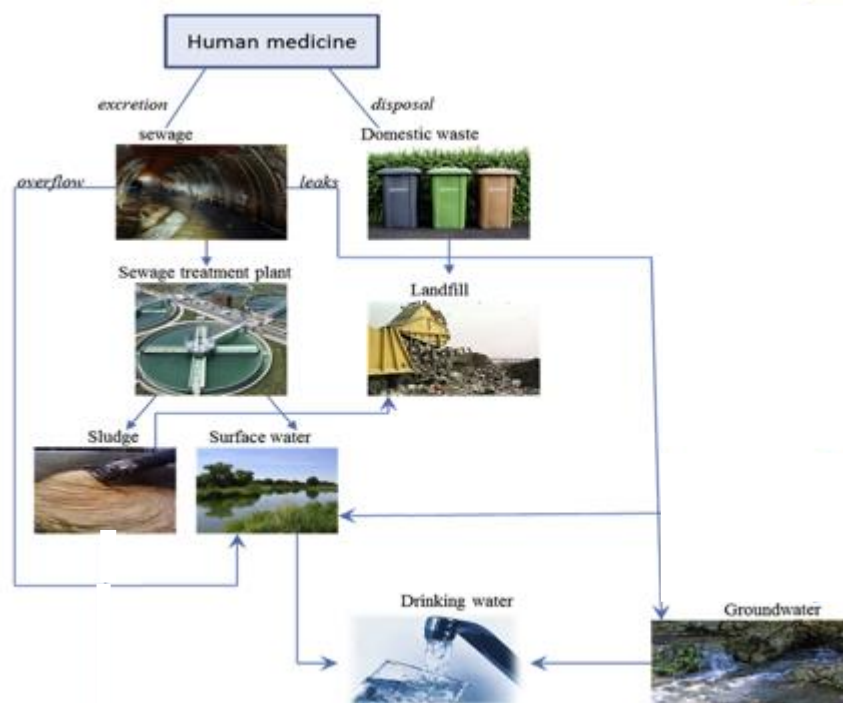 Human medicine
excretion
disposal
sewage
Domestic waste
overflow
leaks
Sewage treatment plant
Landfill
Sludge
Surface water
Drinking water
Groundwater